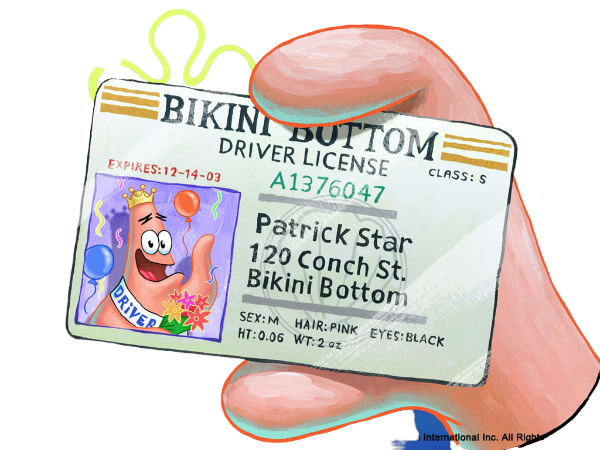 BIKINI BOTTOM
DRIVER LICENSE
CLASS: S
EXPIRES: 12-14-03
A1376047
Patrick Star
120 Conch St.
Bikini Bottom
DRIVER
SEX: M HAIR: PINK EYES: BLACK
HT: 0.06 WT: 2 oz
International Inc. All Rights